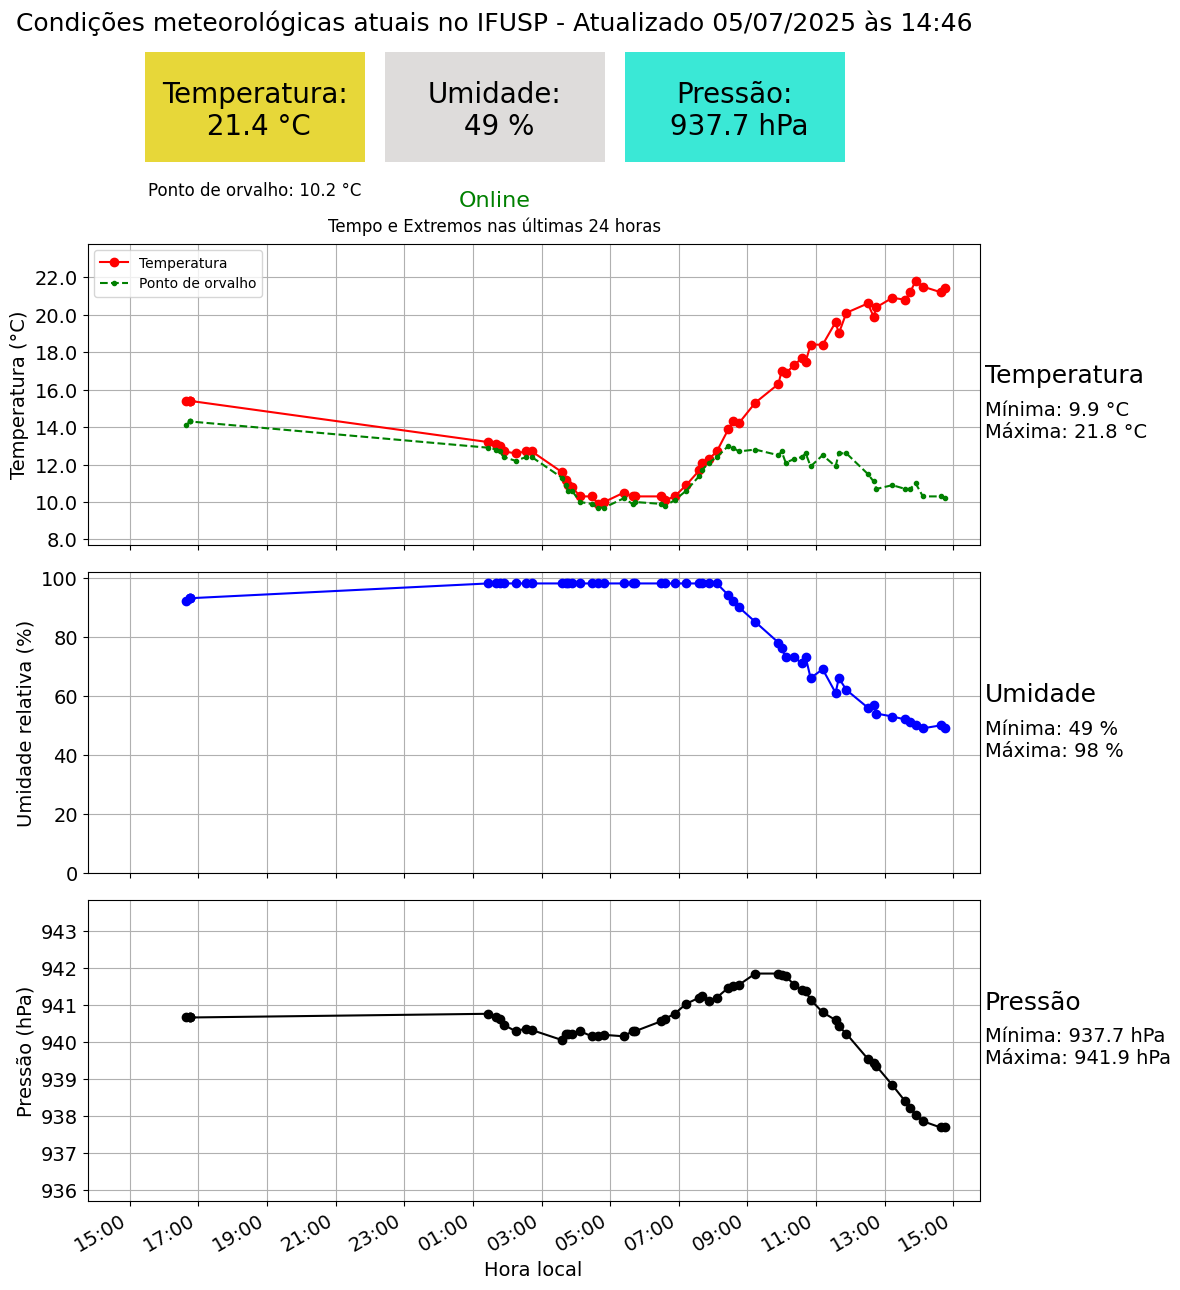 Condições meteorológicas atuais no IFUSP - Atualizado 05/07/2025 às 14:46
Temperatura:
21.4 °C
Umidade:
49 %
Pressão:
937.7 hPa
Ponto de orvalho: 10.2 °C
Online
Tempo e Extremos nas últimas 24 horas
Temperatura
Ponto de orvalho
Temperatura (°C)
22.0
20.0
18.0
16.0
14.0
12.0
10.0
8.0
Temperatura
Mínima: 9.9 °C
Máxima: 21.8 °C
Umidade relativa (%)
100
80
60
40
20
0
Umidade
Mínima: 49 %
Máxima: 98 %
Pressão (hPa)
943
942
941
940
939
938
937
936
Pressão
Mínima: 937.7 hPa
Máxima: 941.9 hPa
15:00 17:00 19:00 21:00 23:00 01:00 03:00 05:00 07:00 09:00 11:00 13:00 15:00
Hora local